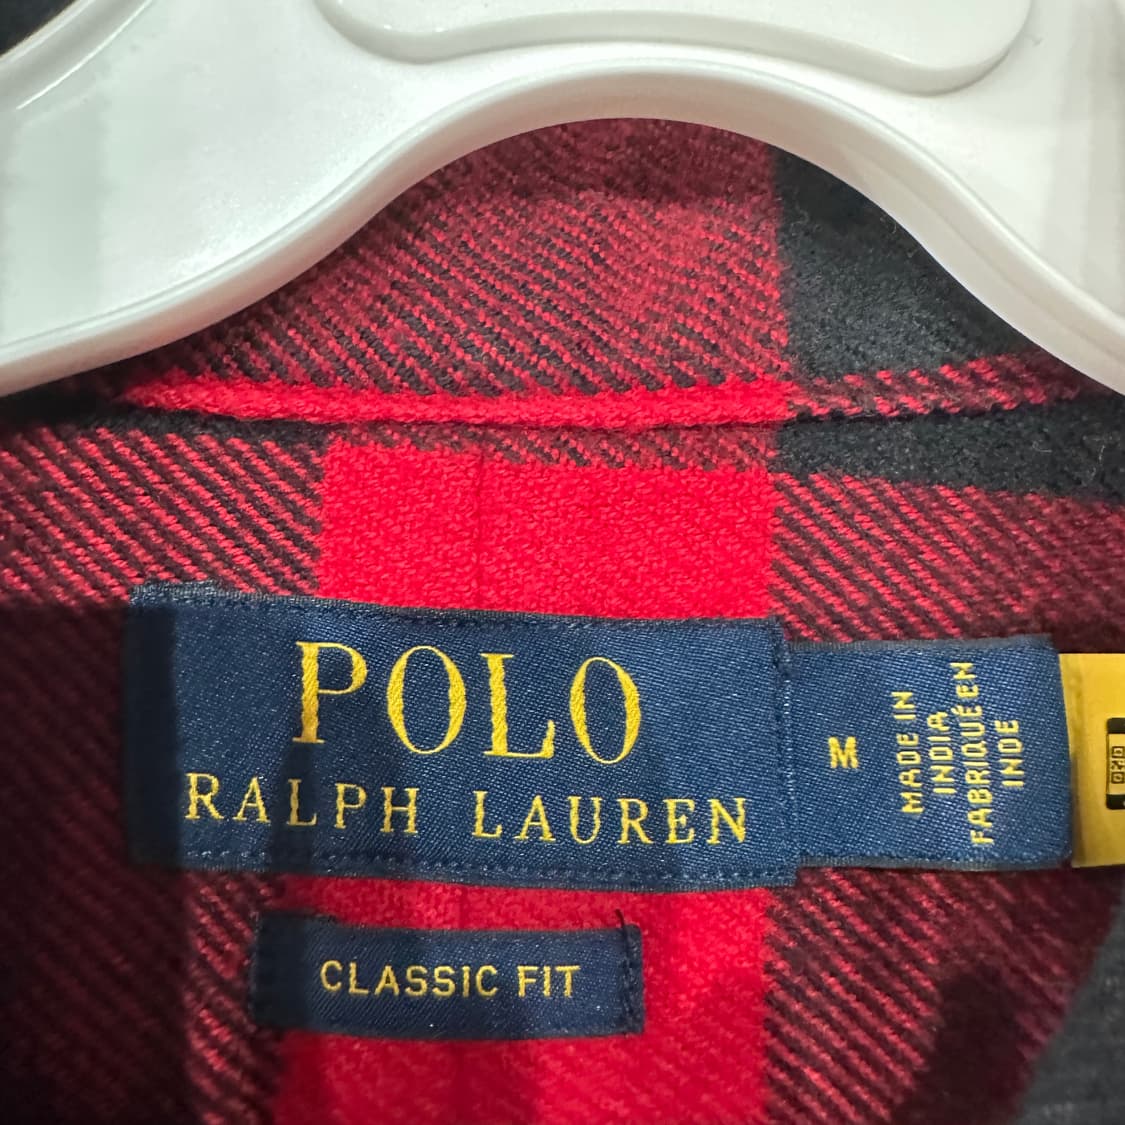 POLO
RALPH LAUREN
M
MADE IN
INDIA
FABRIQUÉ EN
INDE
CLASSIC FIT